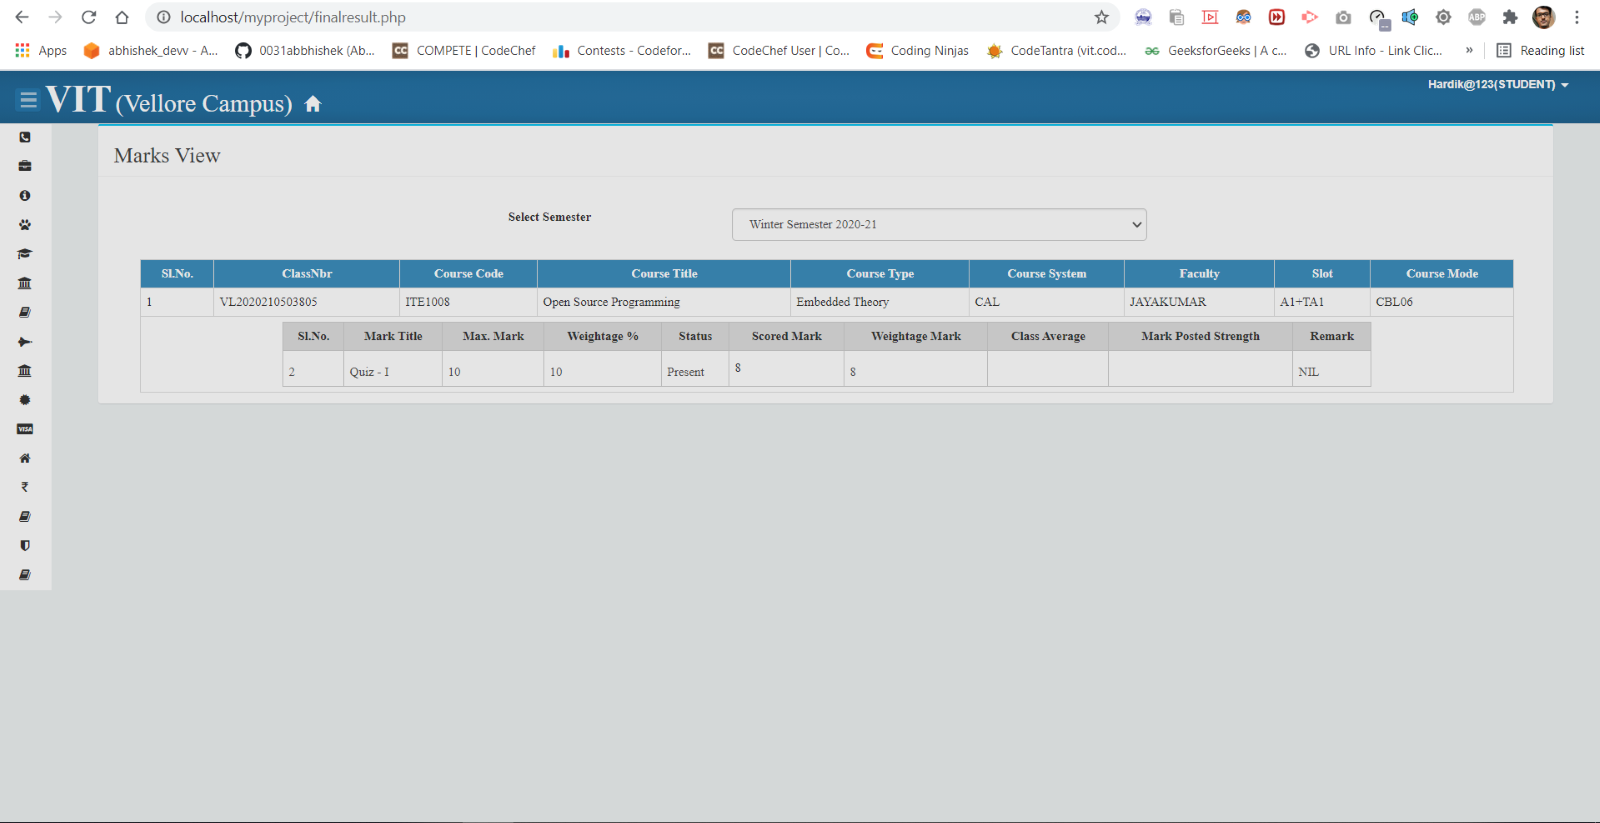 localhost/myproject/finalresult.php
Apps abhishek_devv - A... 0031abbhishek (Ab... COMPETE | CodeChef Contests - Codefor... CodeChef User | Co... Coding Ninjas CodeTantra (vit.cod... GeeksforGeeks | A c... URL Info - Link Clic... » Reading list
Hardik@123(STUDENT)
VIT (Vellore Campus)
Marks View
Select Semester Winter Semester 2020-21
Sl.No. ClassNbr Course Code Course Title Course Type Course System Faculty Slot Course Mode
1 VL2020210503805 ITE1008 Open Source Programming Embedded Theory CAL JAYAKUMAR A1+TA1 CBL06
Sl.No. Mark Title Max. Mark Weightage % Status Scored Mark Weightage Mark Class Average Mark Posted Strength Remark
2 Quiz - I 10 10 Present 8 8 NIL
VISA
ABP